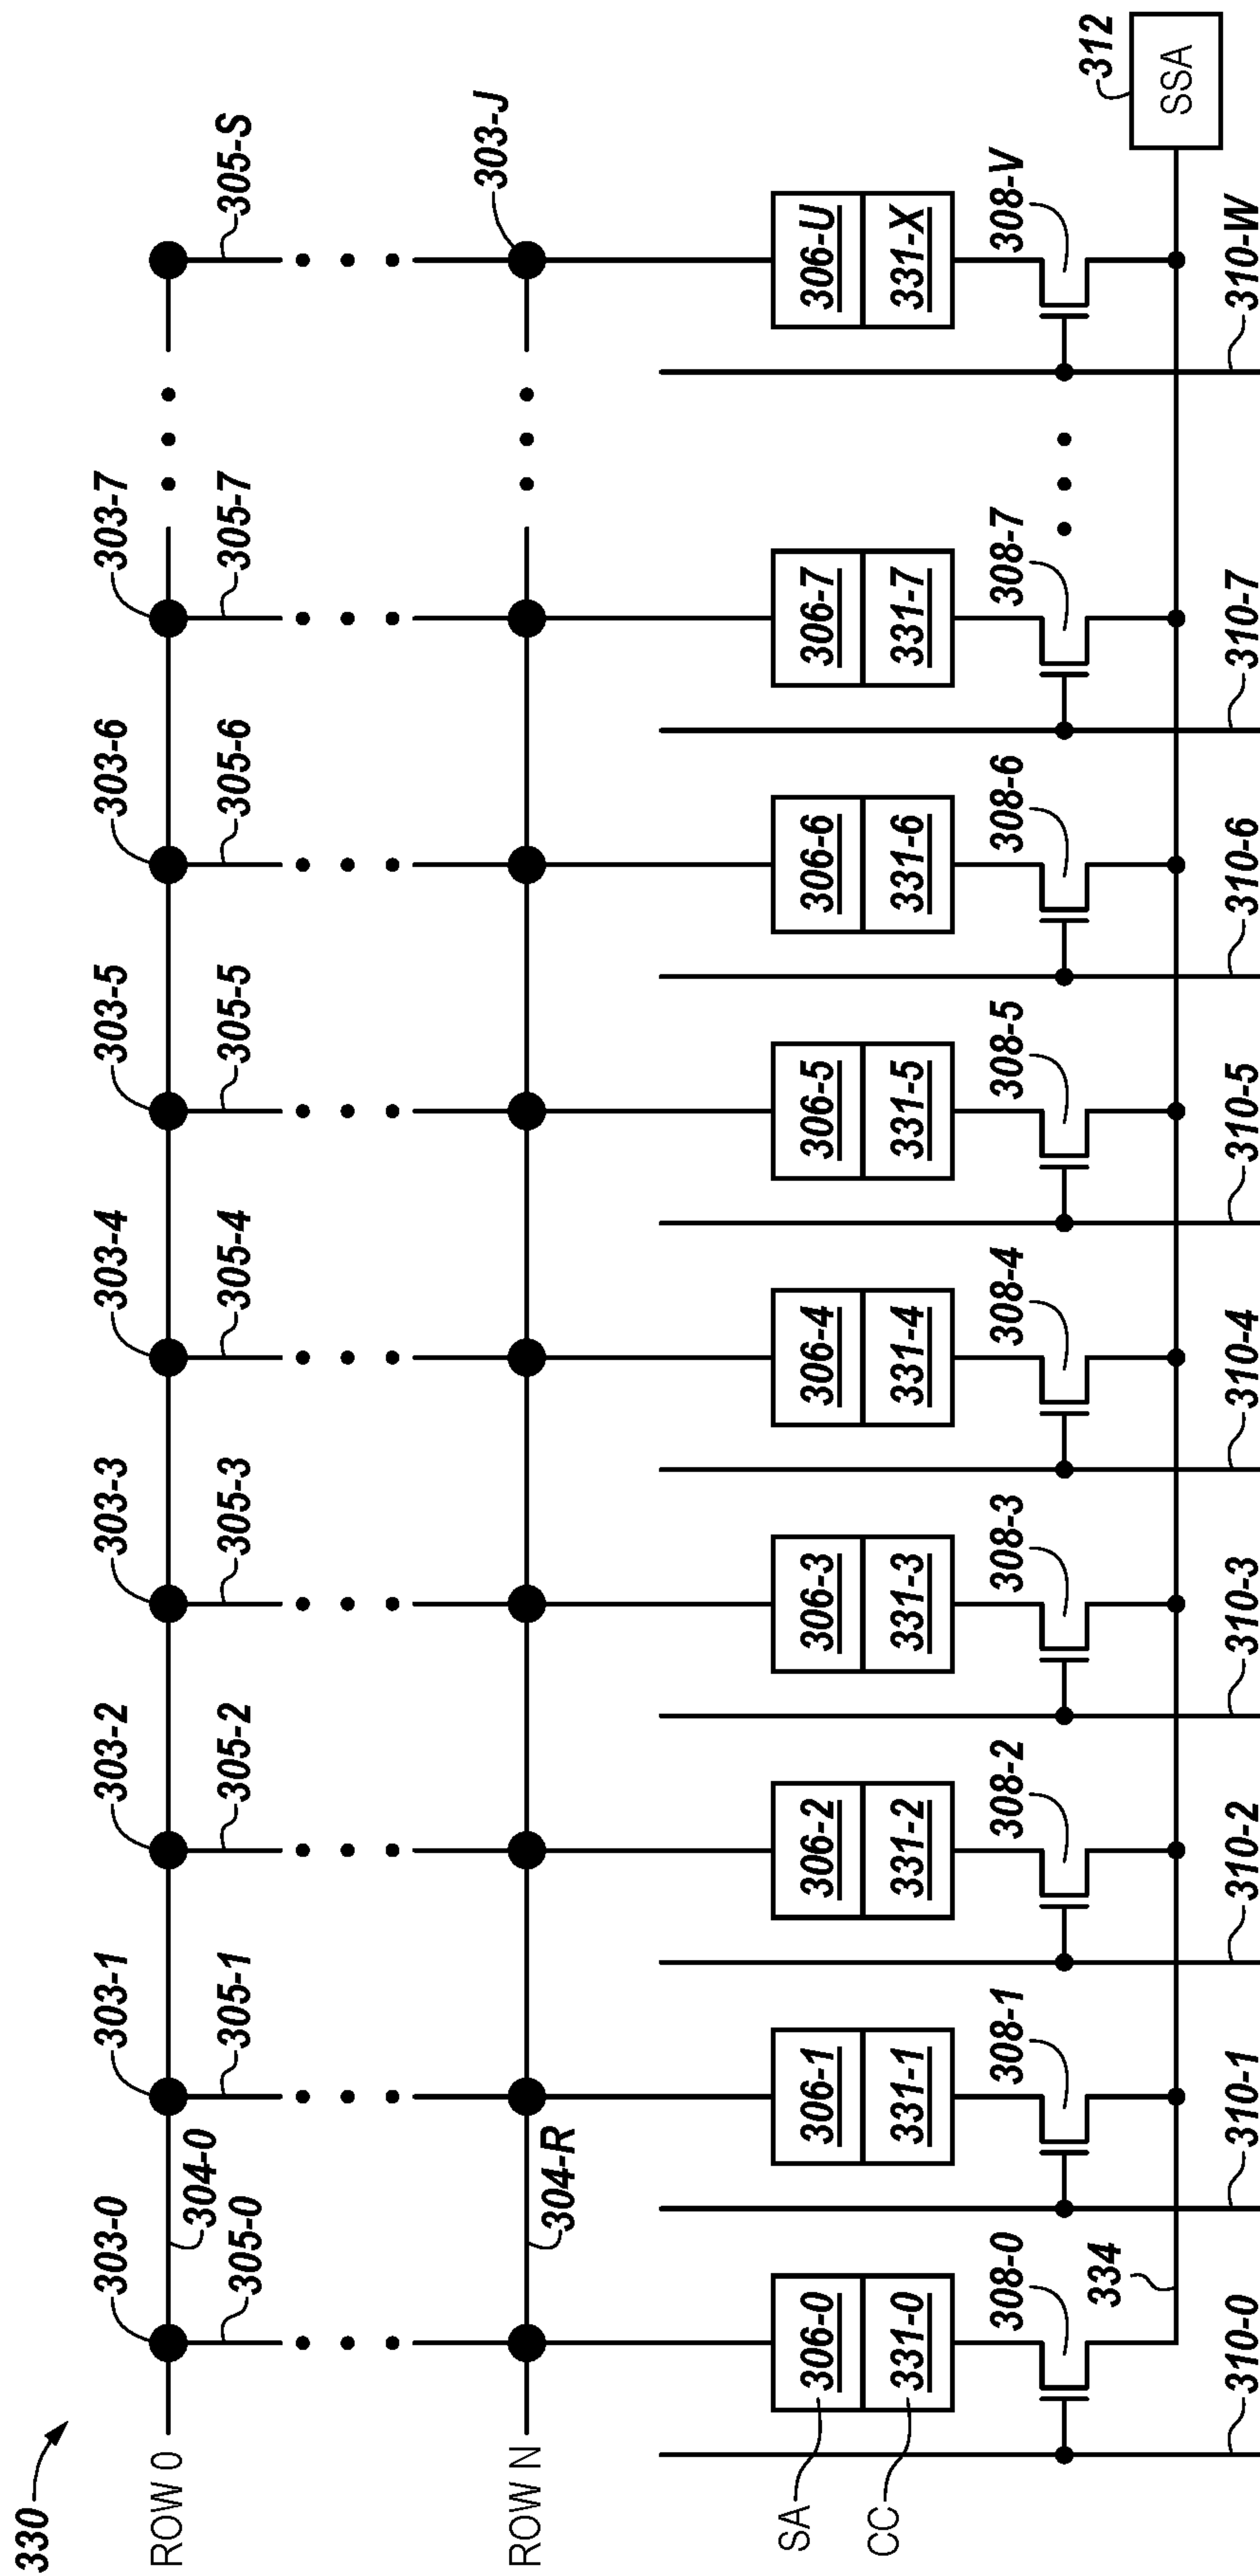 330
303-0 303-1 303-2 303-3 303-4 303-5 303-6 303-7
ROW 0
304-0
305-0 305-1 305-2 305-3 305-4 305-5 305-6 305-7 305-S
303-J
ROW N
304-R
SA
306-0 306-1 306-2 306-3 306-4 306-5 306-6 306-7 306-U
CC
331-0 331-1 331-2 331-3 331-4 331-5 331-6 331-7 331-X
308-0 308-1 308-2 308-3 308-4 308-5 308-6 308-7 308-V
312
334
SSA
310-0 310-1 310-2 310-3 310-4 310-5 310-6 310-7 310-W